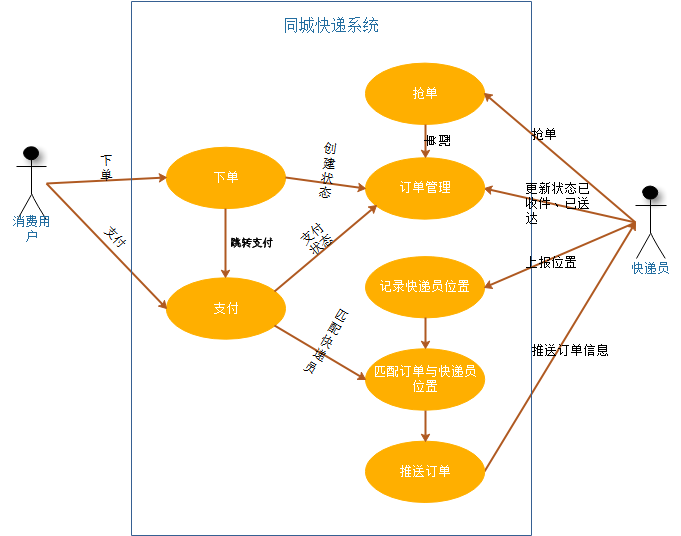 同城快递系统
抢单
抢单
下
单
下单
创
建
状
态
订单管理
更新状态已
收件、已送
达
消费用
户
支付
跳转支付
支付
状态
快递员
上报位置
记录快递员位置
支付
匹
配
快
递
员
推送订单信息
匹配订单与快递员
位置
推送订单